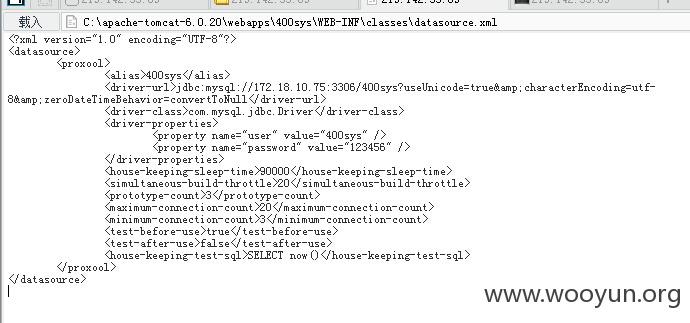 载入
C:\apache-tomcat-6.0.20\webapps\400sys\WEB-INF\classes\datasource.xml
<?xml version="1.0" encoding="UTF-8"?>
<datasource>
<proxool>
<alias>400sys</alias>
<driver-url>jdbc:mysql://172.18.10.75:3306/400sys?useUnicode=true&amp;characterEncoding=utf-
8&amp;zeroDateTimeBehavior=convertToNull</driver-url>
<driver-class>com.mysql.jdbc.Driver</driver-class>
<driver-properties>
<property name="user" value="400sys" />
<property name="password" value="123456" />
</driver-properties>
<house-keeping-sleep-time>90000</house-keeping-sleep-time>
<simultaneous-build-throttle>20</simultaneous-build-throttle>
<prototype-count>3</prototype-count>
<maximum-connection-count>20</maximum-connection-count>
<minimum-connection-count>3</minimum-connection-count>
<test-before-use>true</test-before-use>
<test-after-use>false</test-after-use>
<house-keeping-test-sql>SELECT now()</house-keeping-test-sql>
</proxool>
</datasource>
www.wooyun.org